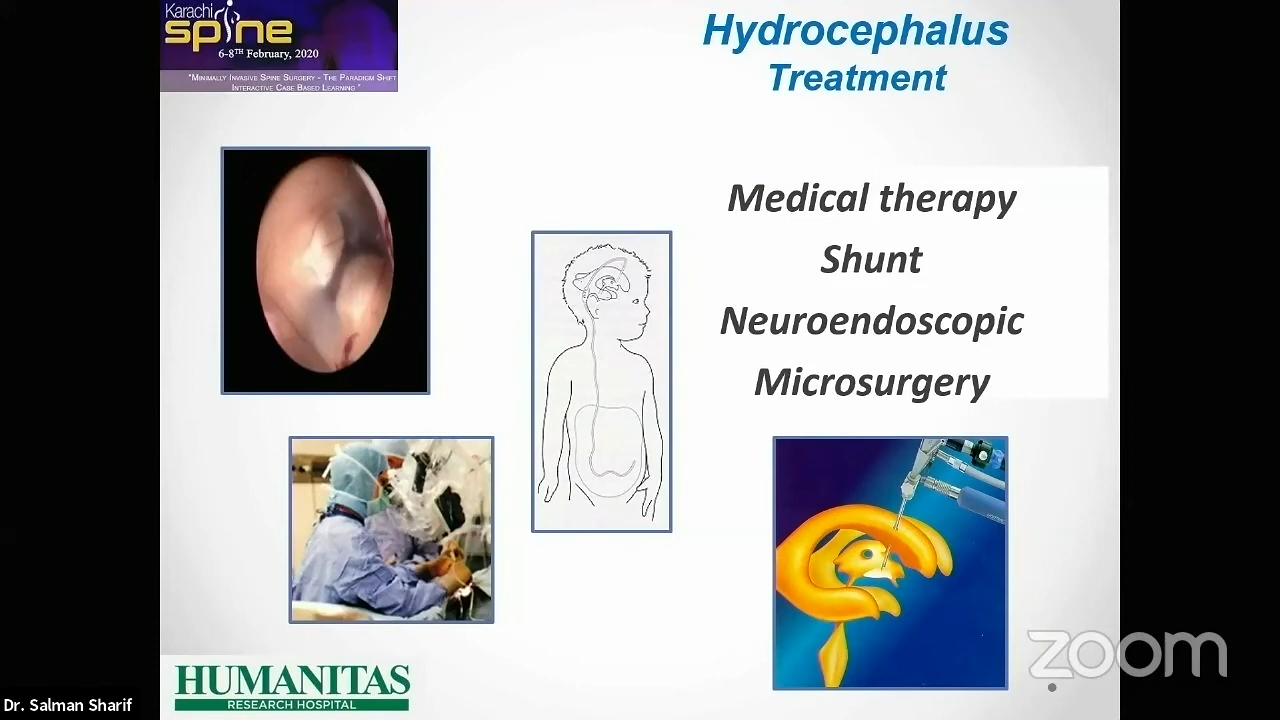 Karachi
spine
6-8TH February, 2020
"Minimally Invasive Spine Surgery - The Paradigm Shift
Interactive Case Based Learning"
Hydrocephalus
Treatment
Medical therapy
Shunt
Neuroendoscopic
Microsurgery
HUMANITAS
RESEARCH HOSPITAL
zoom
Dr. Salman Sharif